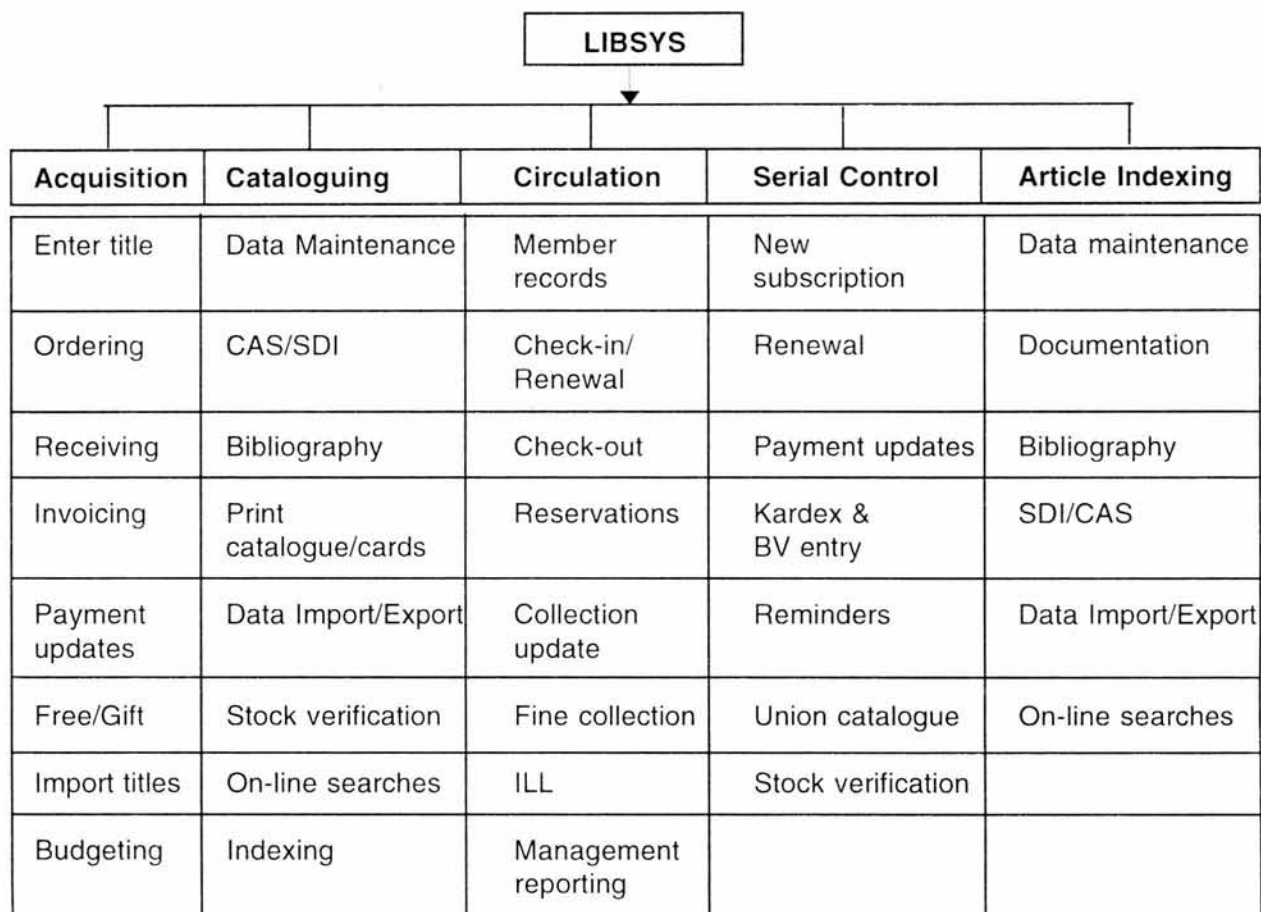 LIBSYS
Acquisition Cataloguing Circulation Serial Control Article Indexing
Enter title Data Maintenance Member New Data maintenance
records subscription
Ordering CAS/SDI Check-in/ Renewal Documentation
Renewal
Receiving Bibliography Check-out Payment updates Bibliography
Invoicing Print Reservations Kardex & SDI/CAS
catalogue/cards BV entry
Payment Data Import/Export Collection Reminders Data Import/Export
updates update
Free/Gift Stock verification Fine collection Union catalogue On-line searches
Import titles On-line searches ILL Stock verification
Budgeting Indexing Management
reporting